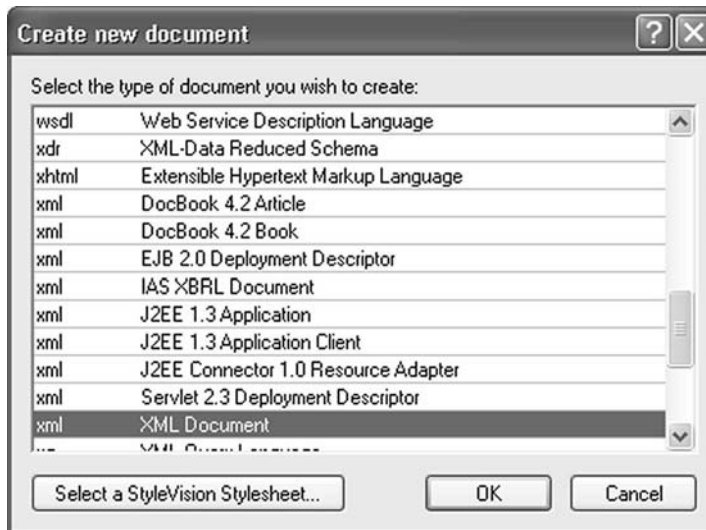 Create new document
Select the type of document you wish to create:
wsdl Web Service Description Language
xdr XML-Data Reduced Schema
xhtml Extensible Hypertext Markup Language
xml DocBook 4.2 Article
xml DocBook 4.2 Book
xml EJB 2.0 Deployment Descriptor
xml IAS XBRL Document
xml J2EE 1.3 Application
xml J2EE 1.3 Application Client
xml J2EE Connector 1.0 Resource Adapter
xml Servlet 2.3 Deployment Descriptor
xml XML Document
XML Query Language
Select a StyleVision Stylesheet... OK Cancel